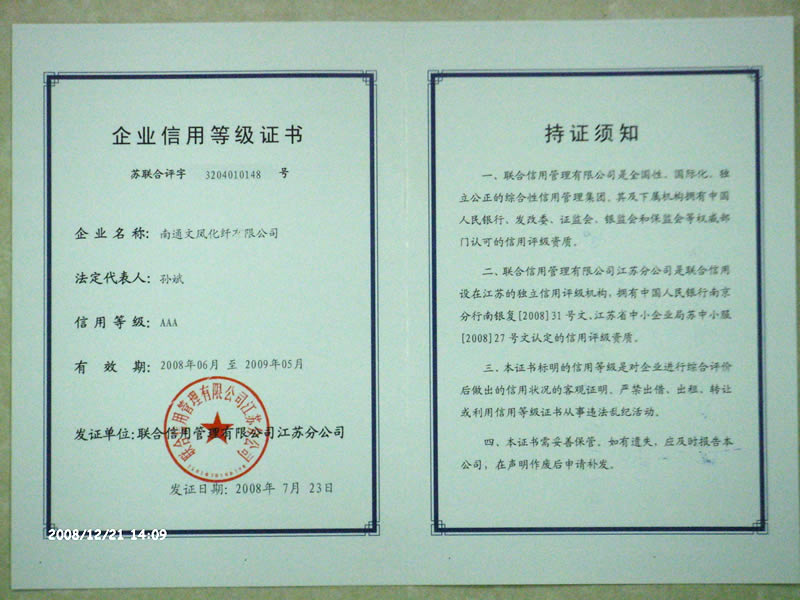 企业信用等级证书
苏联合评字 3204010148 号
企业名称: 南通文凤化纤有限公司
法定代表人: 孙斌
信用等级: AAA
有效期: 2008年06月 至 2009年05月
联合信用管理有限公司江苏分公司
发证单位: 联合信用管理有限公司江苏分公司
发证日期: 2008年 7月 23日
2008/12/21 14:09
持证须知
一、联合信用管理有限公司是全国性、国际化、独
立公正的综合性信用管理集团。其及下属机构拥有中国
人民银行、发改委、证监会、银监会和保监会等权威部
门认可的信用评级资质。
二、联合信用管理有限公司江苏分公司是联合信用
设在江苏的独立信用评级机构,拥有中国人民银行南京
分行南银复[2008]31号文、江苏省中小企业局苏中小服
[2008]27号文认定的信用评级资质。
三、本证书标明的信用等级是对企业进行综合评价
后做出的信用状况的客观证明。严禁出借、出租、转让
或利用信用等级证书从事违法乱纪活动。
四、本证书需妥善保管。如有遗失,应及时报告本
公司,在声明作废后申请补发。